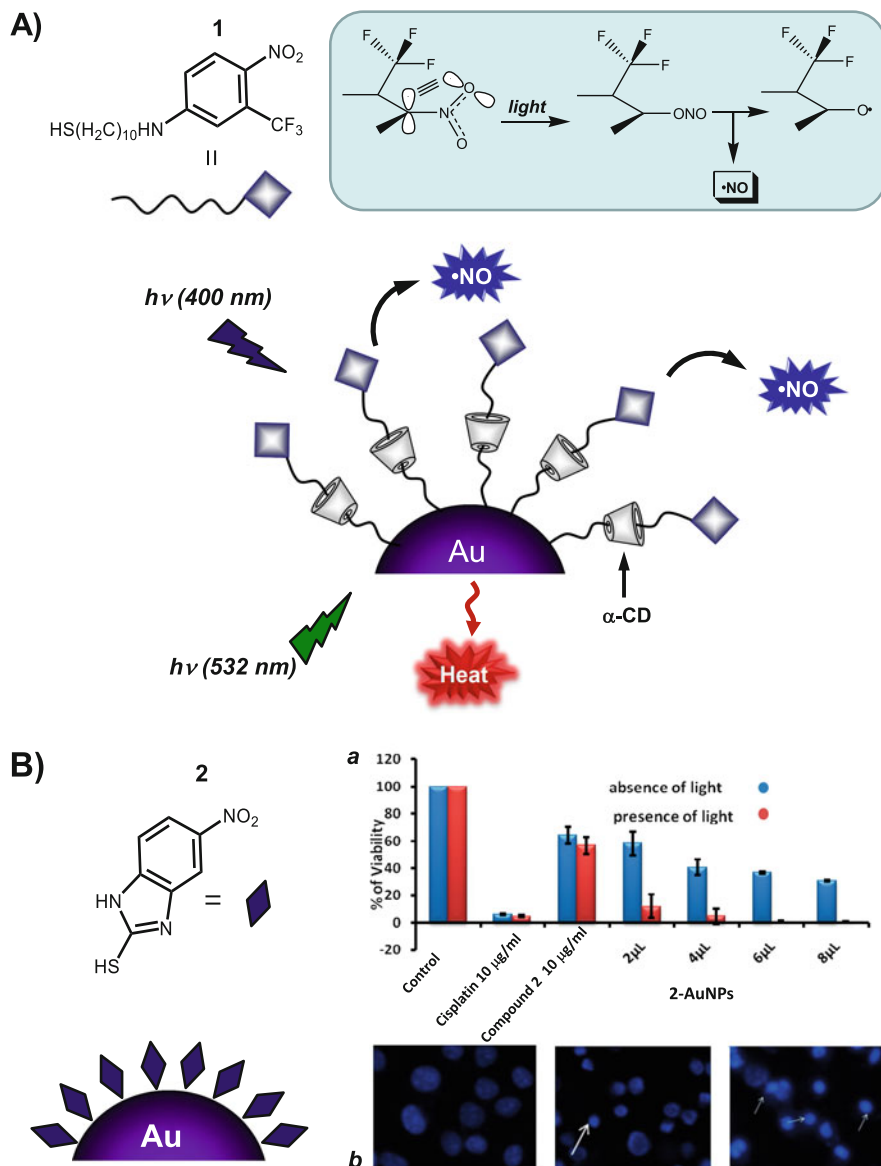 A)
1
NO₂
CF₃
HS(H₂C)₁₀HN
=
F
F
F
N
O
O
light
F
F
F
ONO
•NO
F
F
F
O•
hν (400 nm)
•NO
•NO
Au
α-CD
hν (532 nm)
Heat
B)
2
NO₂
HN
N
HS
=
Au
a
absence of light
presence of light
% of Viability
120
100
80
60
40
20
0
-20
Control
Cisplatin 10 μg/ml
Compound 2 10 μg/ml
2μL
4μL
6μL
8μL
2-AuNPs
b